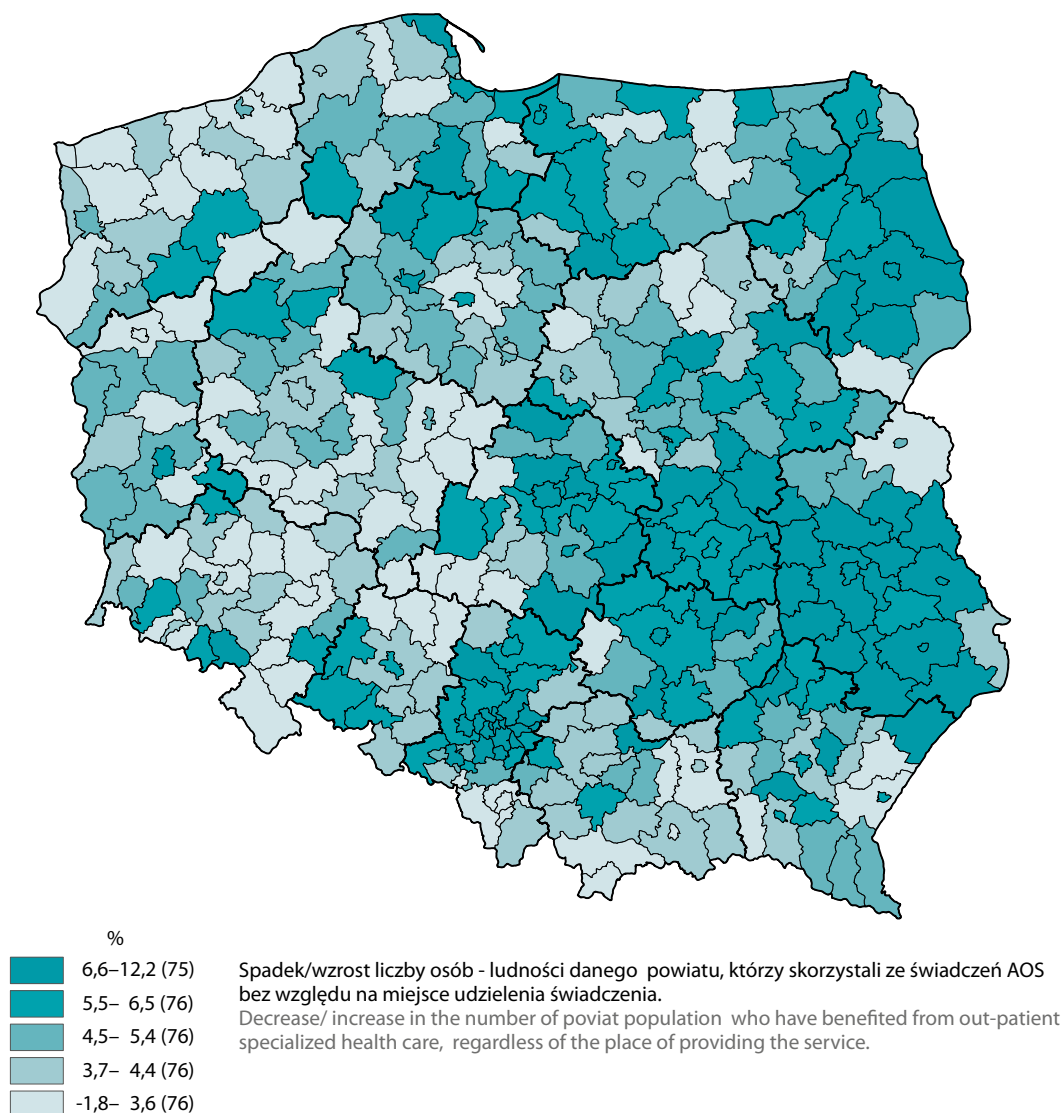 %
6,6–12,2 (75)
5,5– 6,5 (76)
4,5– 5,4 (76)
3,7– 4,4 (76)
-1,8– 3,6 (76)
Spadek/wzrost liczby osób - ludności danego powiatu, którzy skorzystali ze świadczeń AOS
bez względu na miejsce udzielenia świadczenia.
Decrease/ increase in the number of poviat population who have benefited from out-patient
specialized health care, regardless of the place of providing the service.